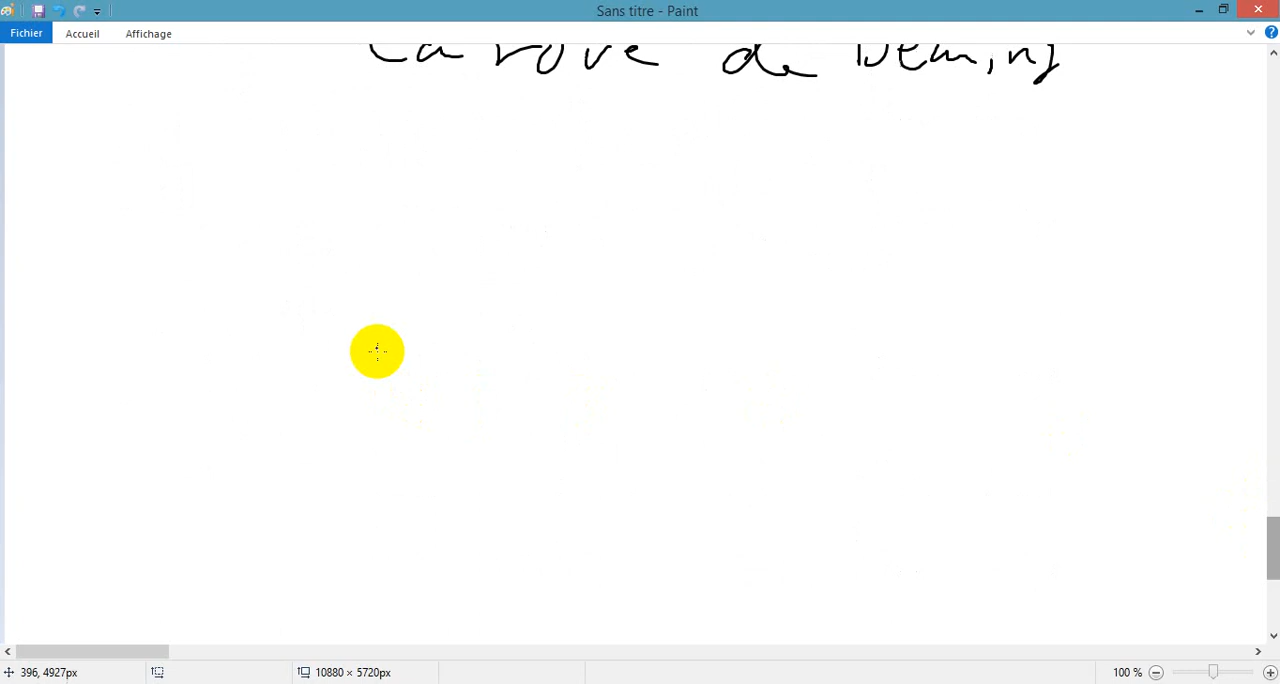 Sans titre - Paint
Fichier Accueil Affichage
La roue de Deming
396, 4927px 10880 × 5720px 100 %